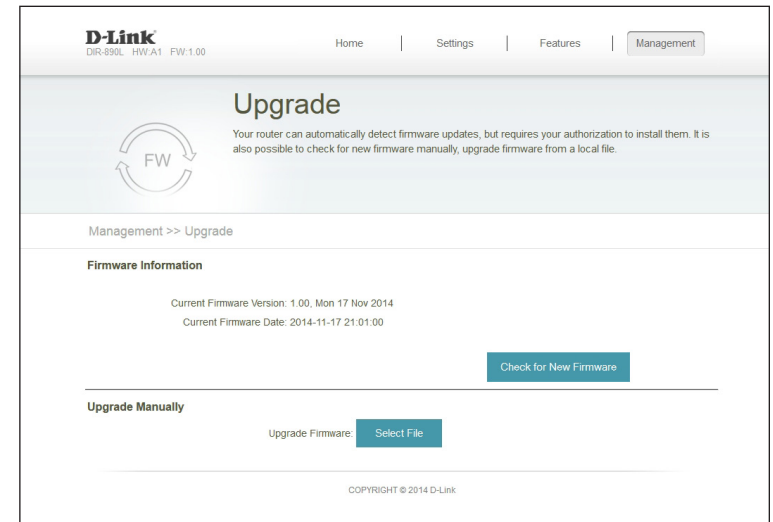 D-Link
DIR-890L HW:A1 FW:1.00
Home Settings Features Management
Upgrade
Your router can automatically detect firmware updates, but requires your authorization to install them. It is
also possible to check for new firmware manually, upgrade firmware from a local file.
FW
Management >> Upgrade
Firmware Information
Current Firmware Version: 1.00, Mon 17 Nov 2014
Current Firmware Date: 2014-11-17 21:01:00
Check for New Firmware
Upgrade Manually
Upgrade Firmware: Select File
COPYRIGHT © 2014 D-Link